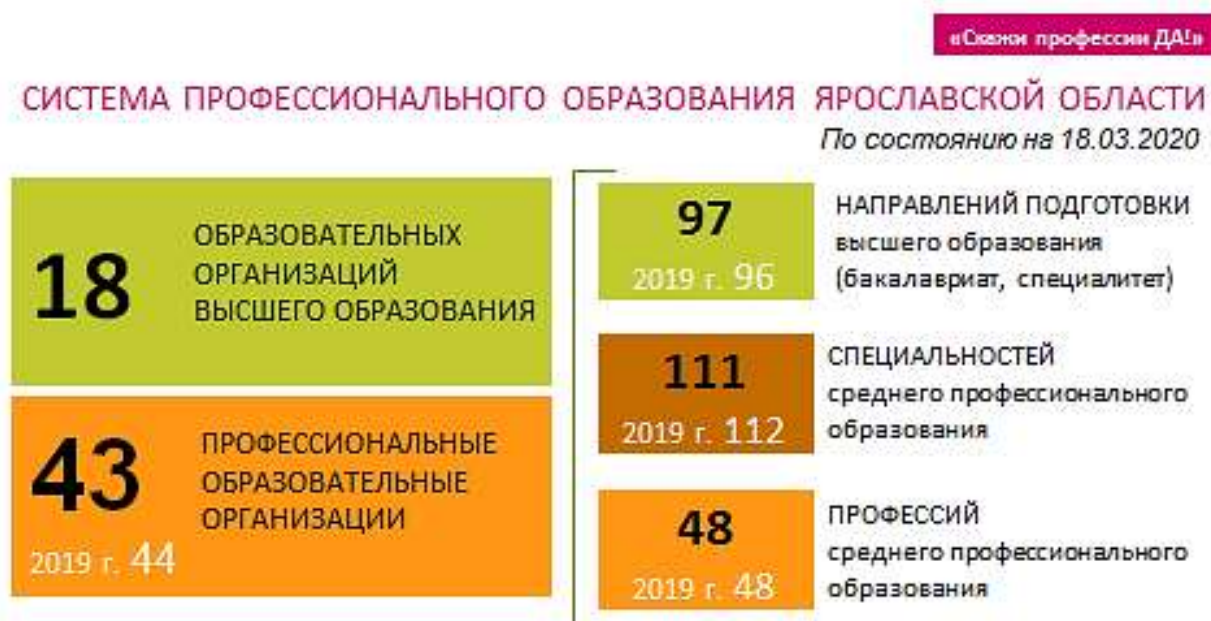 «Скажи профессии ДА!»
СИСТЕМА ПРОФЕССИОНАЛЬНОГО ОБРАЗОВАНИЯ ЯРОСЛАВСКОЙ ОБЛАСТИ
По состоянию на 18.03.2020
18
ОБРАЗОВАТЕЛЬНЫХ
ОРГАНИЗАЦИЙ
ВЫСШЕГО ОБРАЗОВАНИЯ
43
ПРОФЕССИОНАЛЬНЫЕ
ОБРАЗОВАТЕЛЬНЫЕ
ОРГАНИЗАЦИИ
2019 г. 44
97
2019 г. 96
НАПРАВЛЕНИЙ ПОДГОТОВКИ
высшего образования
(бакалавриат, специалитет)
111
2019 г. 112
СПЕЦИАЛЬНОСТЕЙ
среднего профессионального
образования
48
2019 г. 48
ПРОФЕССИЙ
среднего профессионального
образования